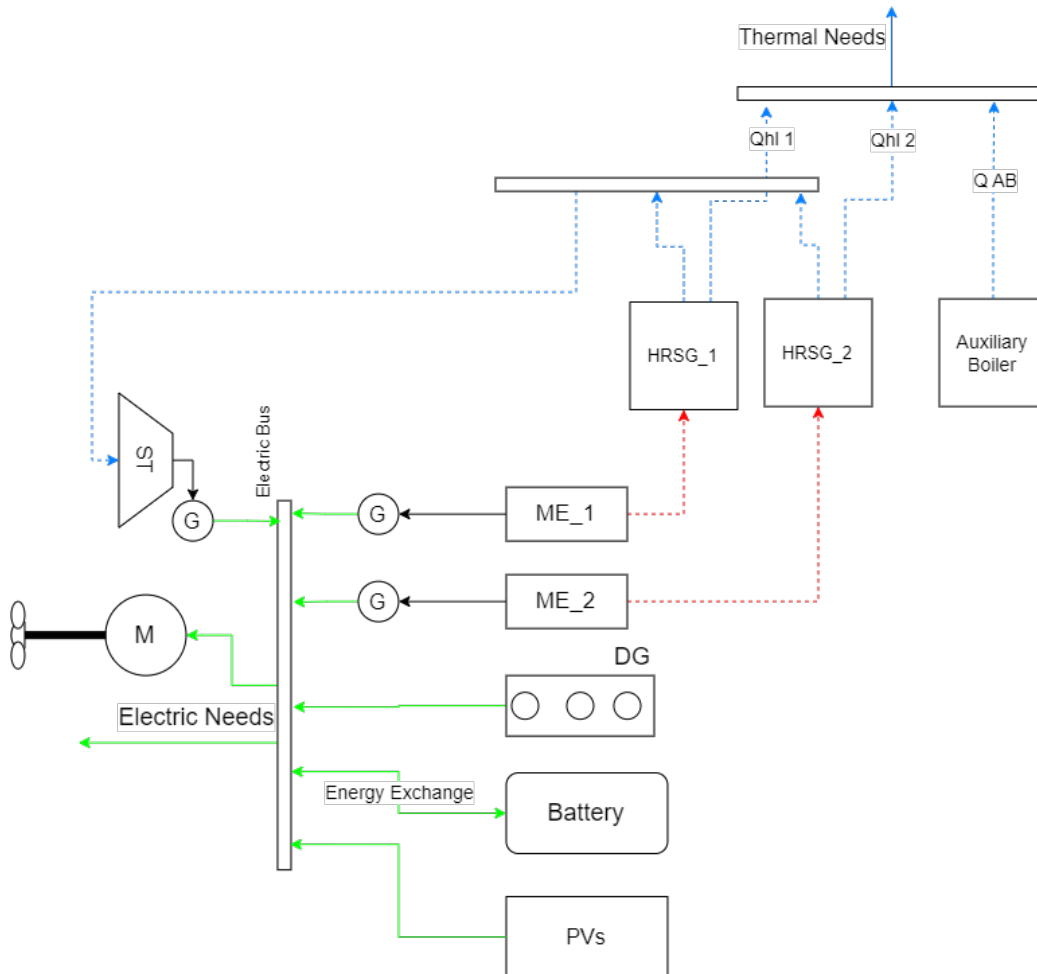 Thermal Needs
Qhl 1
Qhl 2
Q AB
HRSG_1
HRSG_2
Auxiliary
Boiler
ST
Electric Bus
G
G
ME_1
G
ME_2
M
DG
Electric Needs
Energy Exchange
Battery
PVs